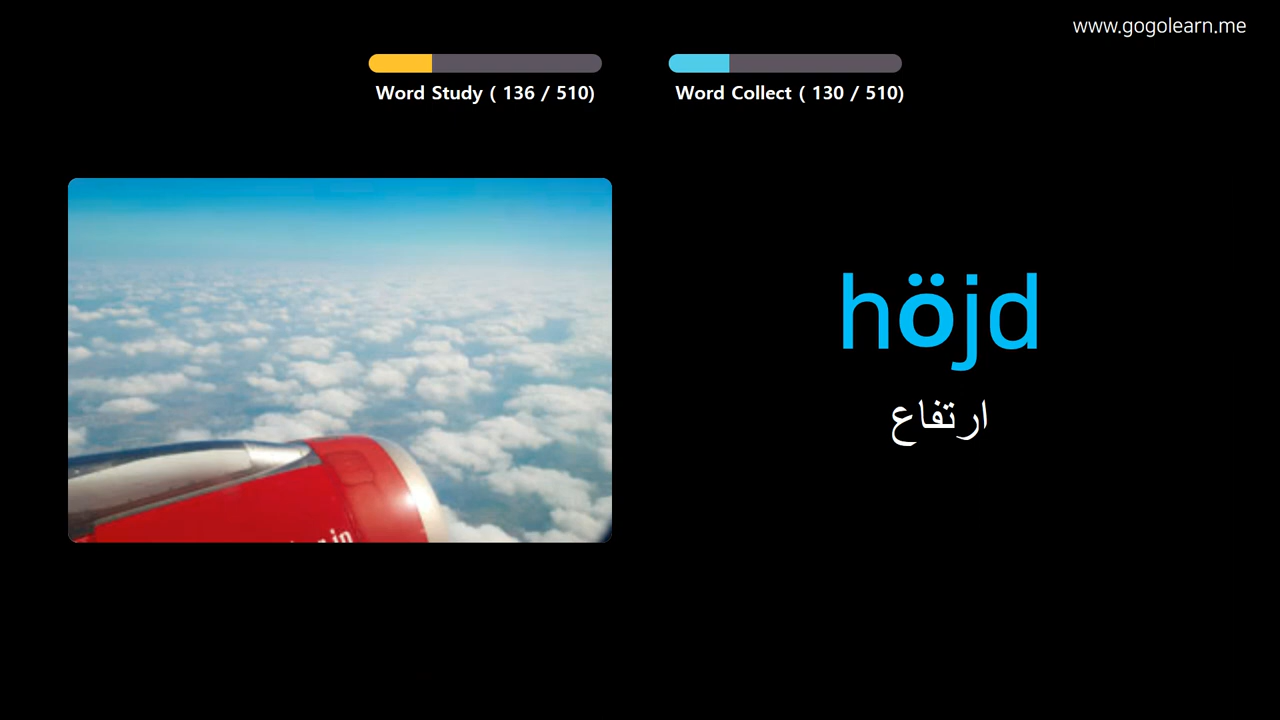 www.gogolearn.me
Word Study ( 136 / 510)
Word Collect ( 130 / 510)
höjd
ارتفاع